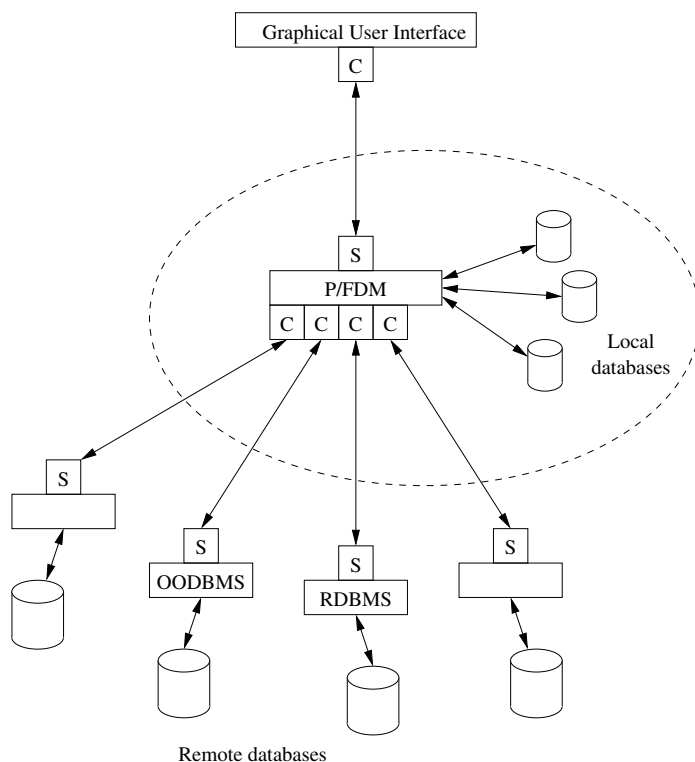 Graphical User Interface
C
S
P/FDM
C C C C
Local
databases
S
S
S
S
OODBMS
RDBMS
Remote databases